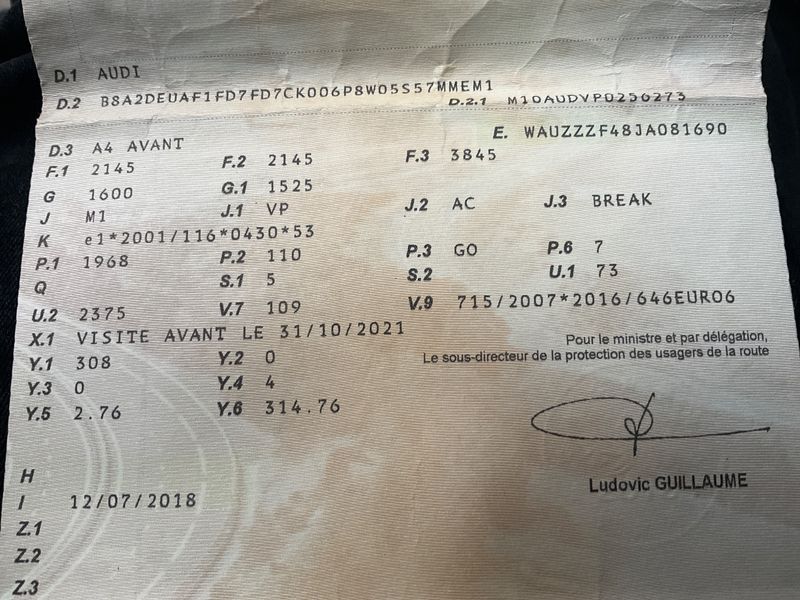 D.1 AUDI
D.2 B8A2DEUAF1FD7FD7CK006P8W05S57MMEM1
D.2.1 M10AUDVP0256273
D.3 A4 AVANT
E. WAUZZZF48JA081690
F.1 2145 F.2 2145 F.3 3845
G 1600 G.1 1525
J M1 J.1 VP J.2 AC J.3 BREAK
K e1*2001/116*0430*53
P.1 1968 P.2 110 P.3 GO P.6 7
Q S.1 5 S.2 U.1 73
U.2 2375 V.7 109 V.9 715/2007*2016/646EURO6
X.1 VISITE AVANT LE 31/10/2021
Pour le ministre et par délégation,
Le sous-directeur de la protection des usagers de la route
Y.1 308 Y.2 0
Y.3 0 Y.4 4
Y.5 2.76 Y.6 314.76
H
Ludovic GUILLAUME
I 12/07/2018
Z.1
Z.2
Z.3